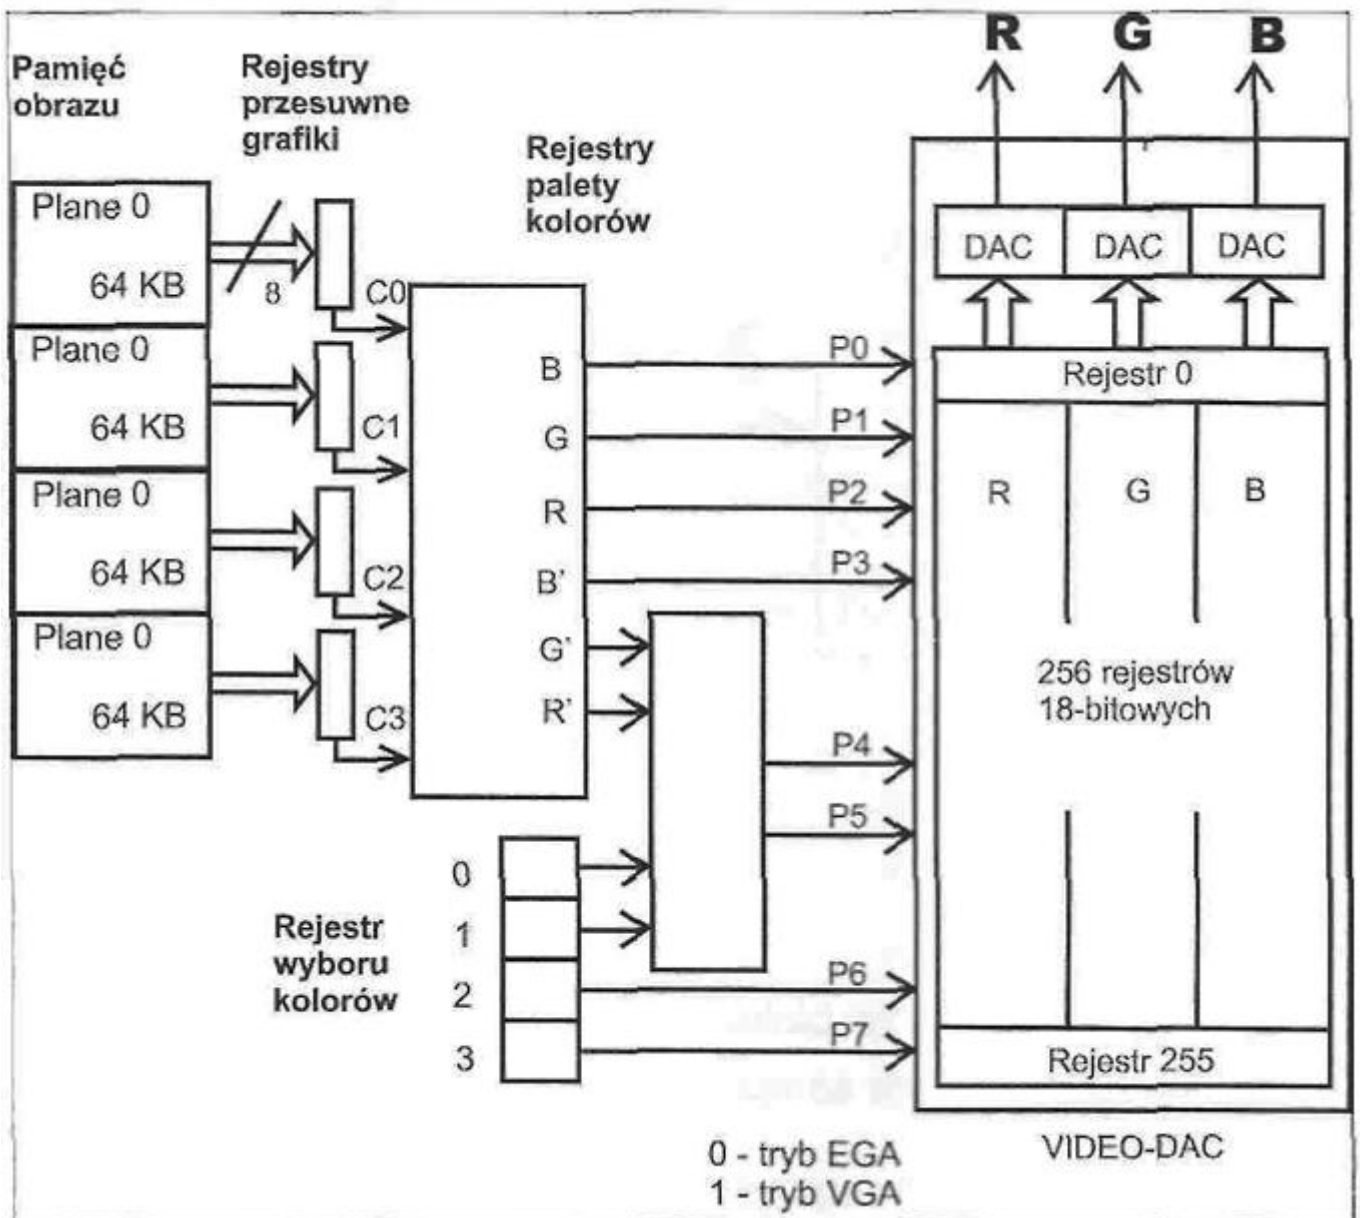 R G B
Pamięć
obrazu
Rejestry
przesuwne
grafiki
Rejestry
palety
kolorów
Plane 0
64 KB
8
Plane 0
64 KB
Plane 0
64 KB
Plane 0
64 KB
C0
C1
C2
C3
B
G
R
B'
G'
R'
P0
P1
P2
P3
P4
P5
P6
P7
Rejestr
wyboru
kolorów
0
1
2
3
DAC DAC DAC
Rejestr 0
R G B
256 rejestrów
18-bitowych
Rejestr 255
VIDEO-DAC
0 - tryb EGA
1 - tryb VGA